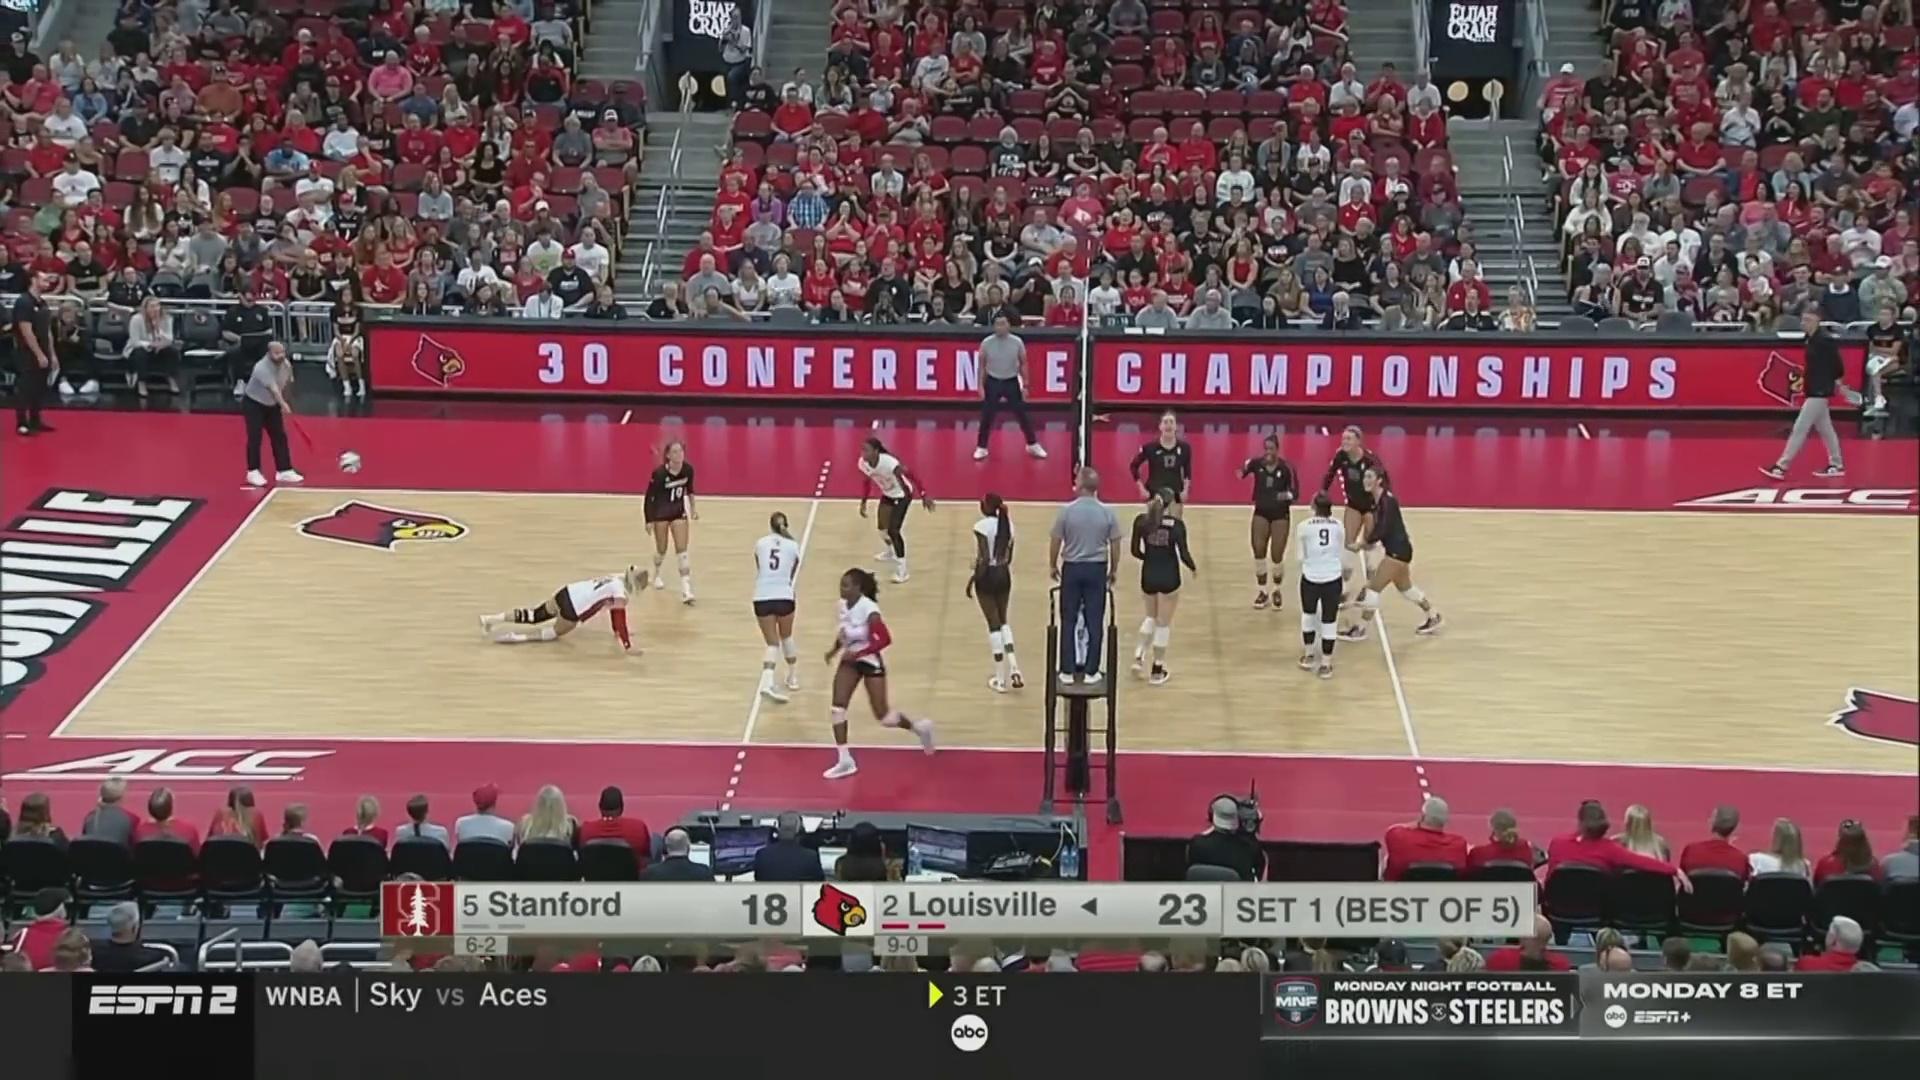 ELIJAH CRAIG
ELIJAH CRAIG
30 CONFEREN E CHAMPIONSHIPS
17
10
5
9
ACC
ACC
5 Stanford 18
2 Louisville ◄ 23
SET 1 (BEST OF 5)
6-2
9-0
ESPN2
WNBA | Sky vs Aces
3 ET
abc
MNF
MONDAY NIGHT FOOTBALL
BROWNS X STEELERS
MONDAY 8 ET
abc ESPN+